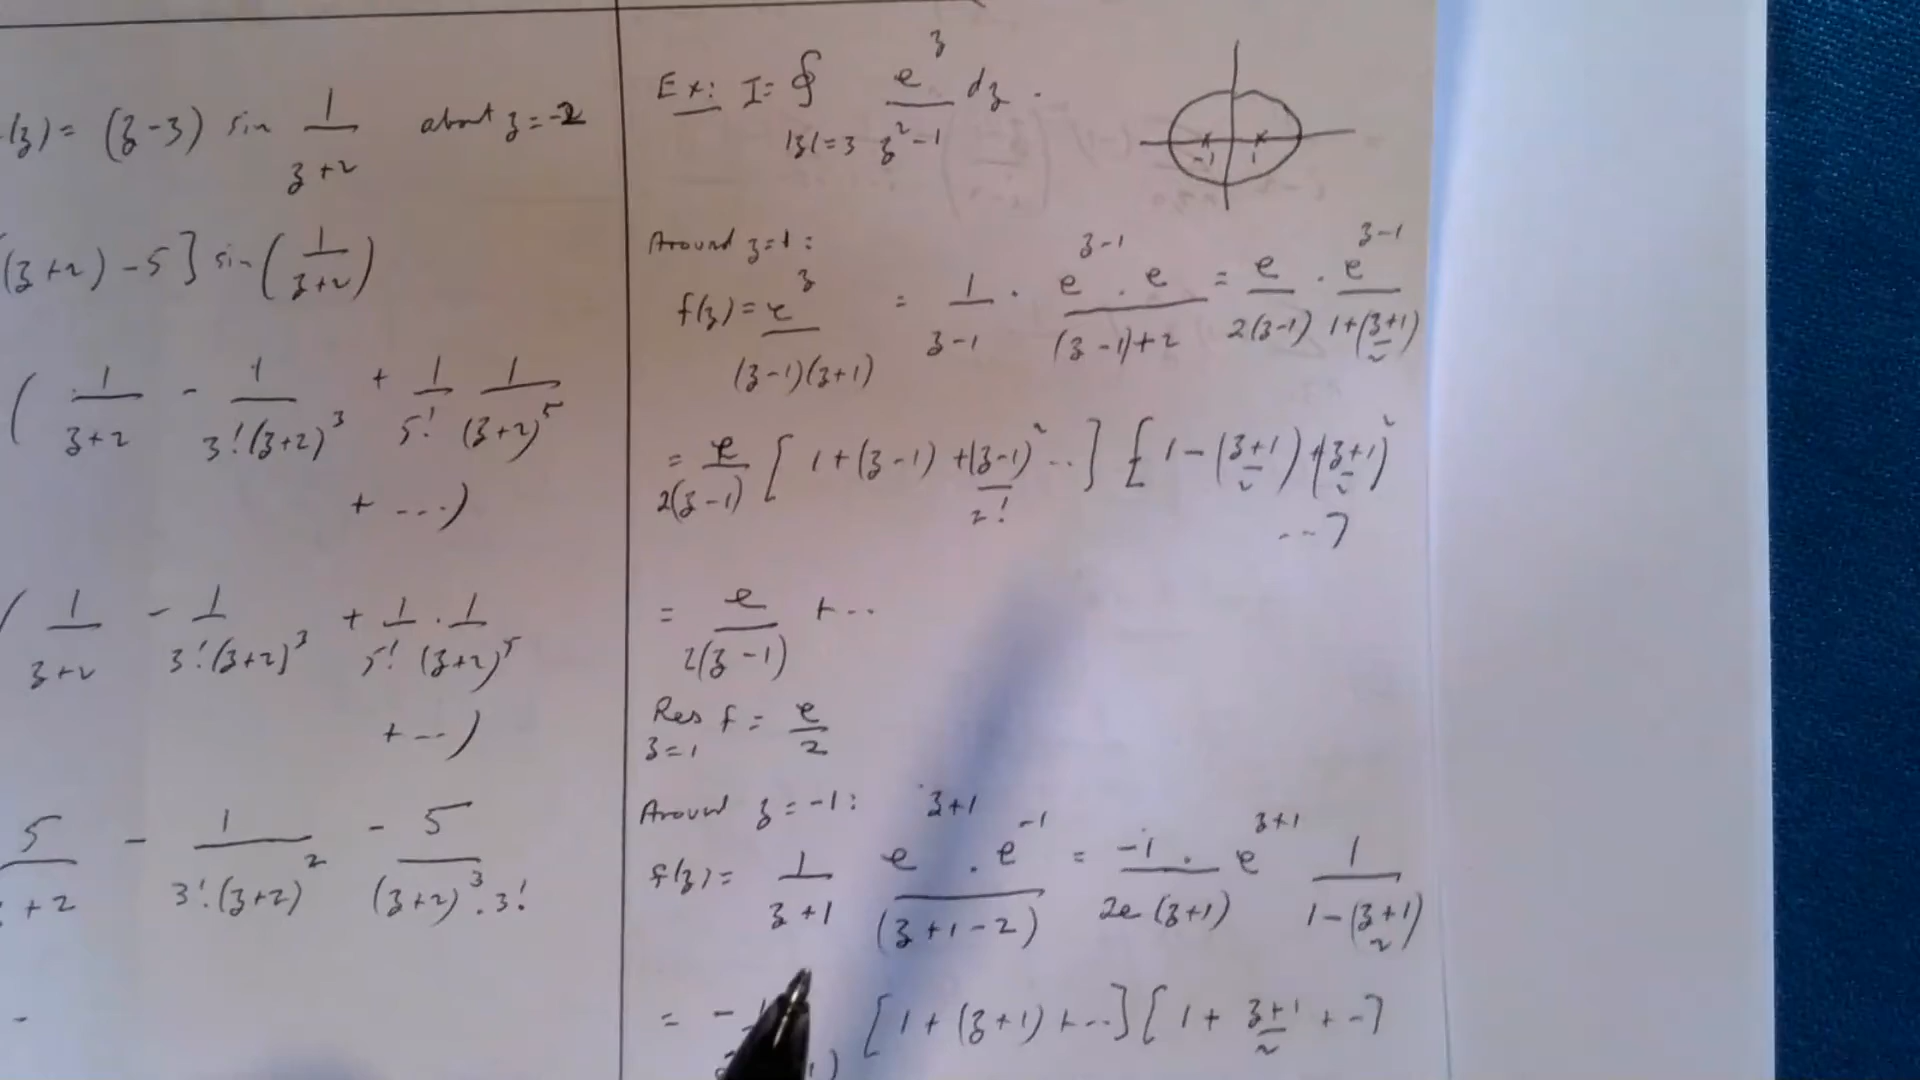 (z) = (z-3) sin 1/(z+2) about z = -2
(z+2) - 5] sin (1/(z+2))
( 1/(z+2) - 1/(3!(z+2)^3) + 1/5! 1/(z+2)^5
+ ...)
( 1/(z+2) - 1/(3!(z+2)^3) + 1/5! · 1/(z+2)^5
+ ...)
5/(z+2) - 1/(3!(z+2)^2) - 5/((z+2)^3 · 3!)
-
Ex: I = ∮_{|z|=3} e^z/(z^2-1) dz.
-1 1
Around z=1:
f(z) = e^z/((z-1)(z+1)) = 1/(z-1) · (e^{z-1} · e)/((z-1)+2) = e/(2(z-1)) · e^{z-1}/(1+((z+1)/2))
= e/(2(z-1)) [1+(z-1)+(z-1)^2/2! ...] [1-((z+1)/2)+((z+1)/2)^2
...]
= e/(2(z-1)) + ...
Res_{z=1} f = e/2
Around z = -1:
f(z) = 1/(z+1) (e^{z+1} · e^{-1})/(z+1-2) = -1/(2e(z+1)) · e^{z+1} 1/(1-((z+1)/2))
= - [1+(z+1)+...][1+(z+1)/2+...]